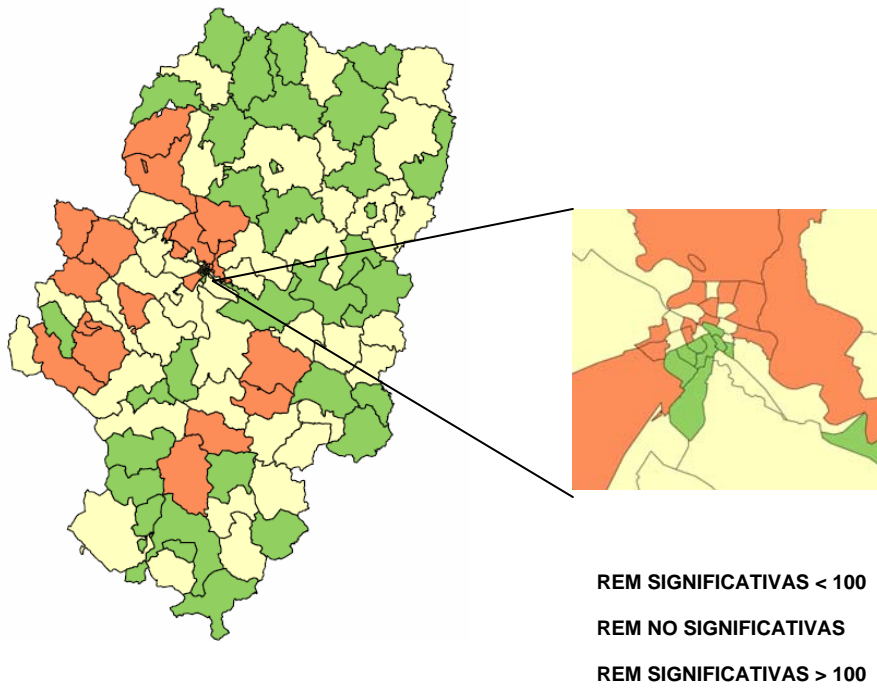 REM SIGNIFICATIVAS < 100
REM NO SIGNIFICATIVAS
REM SIGNIFICATIVAS > 100